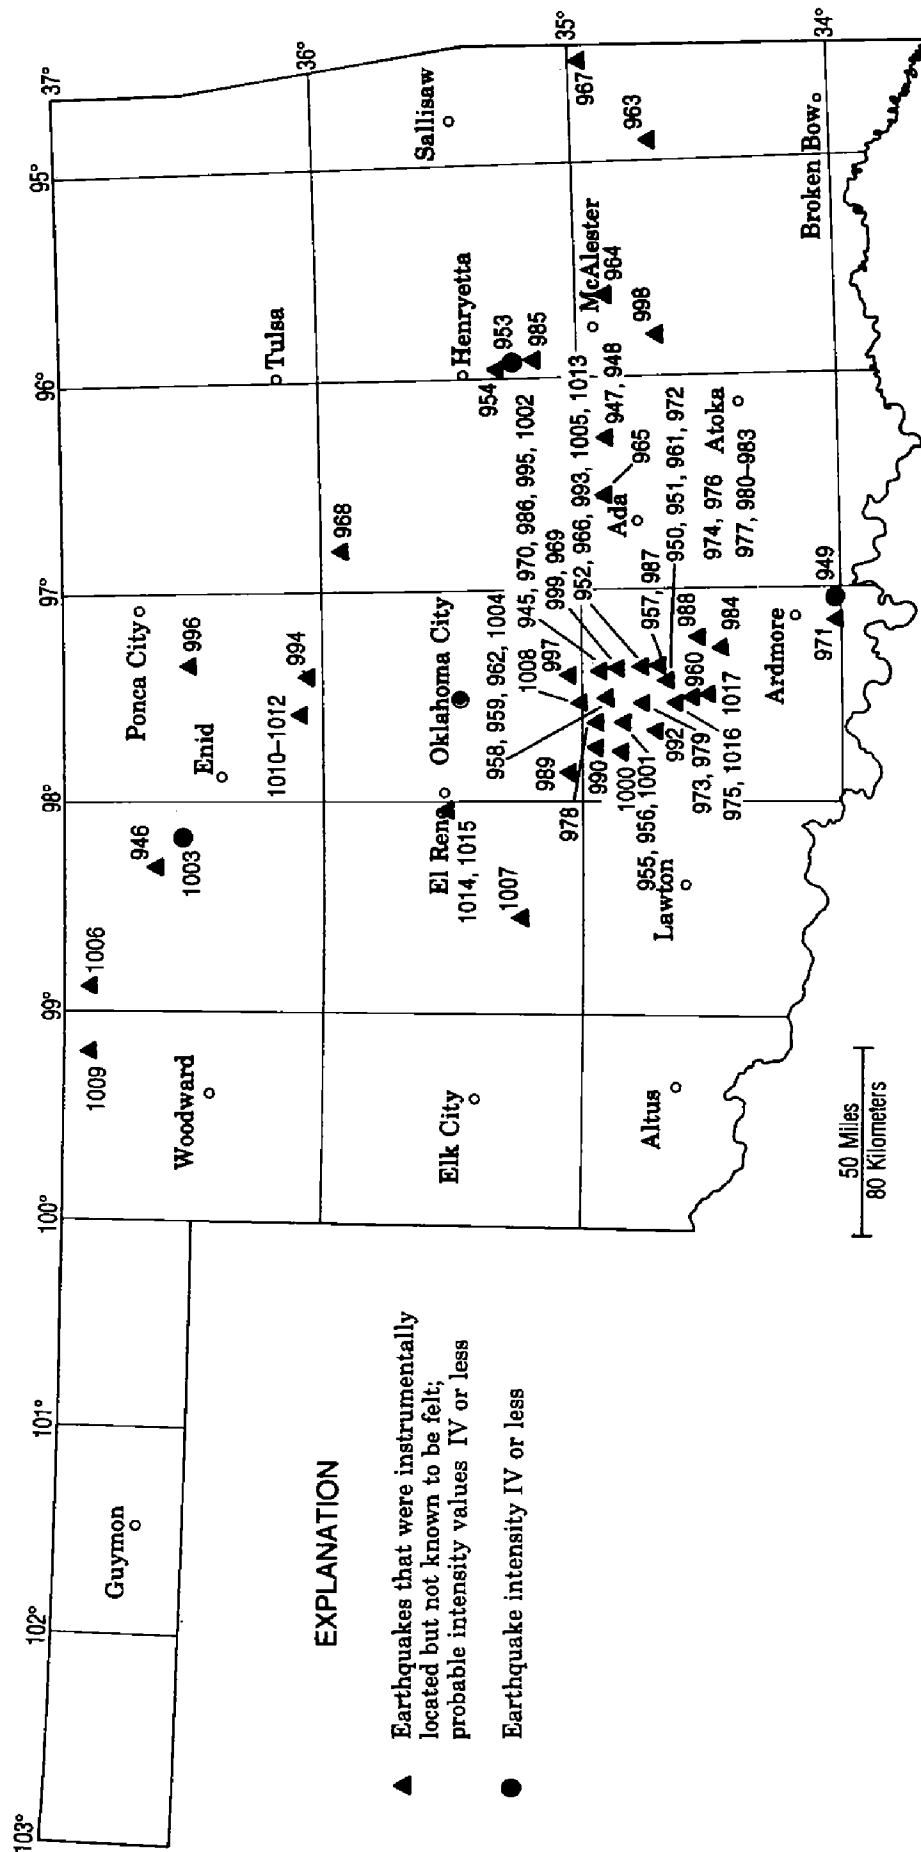 103°
102°
101°
100°
99°
98°
97°
96°
95°
37°
36°
35°
34°
Guymon
Woodward
1009
1006
946
1003
Enid
Ponca City
996
1010–1012
994
968
Tulsa
Elk City
El Reno
1014, 1015
1007
Oklahoma City
Henryetta
954
953
985
Sallisaw
Altus
Lawton
989
978
990
1000
955, 956, 1001
992
973, 979
975, 1016
1017
958, 959, 962, 1004
1008
997
945, 970, 986, 995, 1002
999, 969
952, 966, 993, 1005, 1013
957, 987
950, 951, 961, 972
974, 976
977, 980–983
960
988
984
Ada
965
947, 948
McAlester
964
998
963
967
Atoka
Ardmore
971
949
Broken Bow
EXPLANATION
Earthquakes that were instrumentally
located but not known to be felt;
probable intensity values IV or less
Earthquake intensity IV or less
50 Miles
80 Kilometers